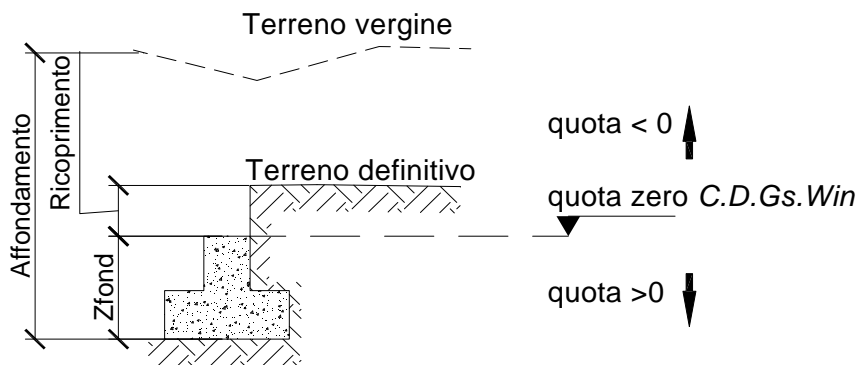 Terreno vergine
Affondamento
Ricoprimento
quota < 0
Terreno definitivo
quota zero C.D.Gs.Win
Zfond
quota >0